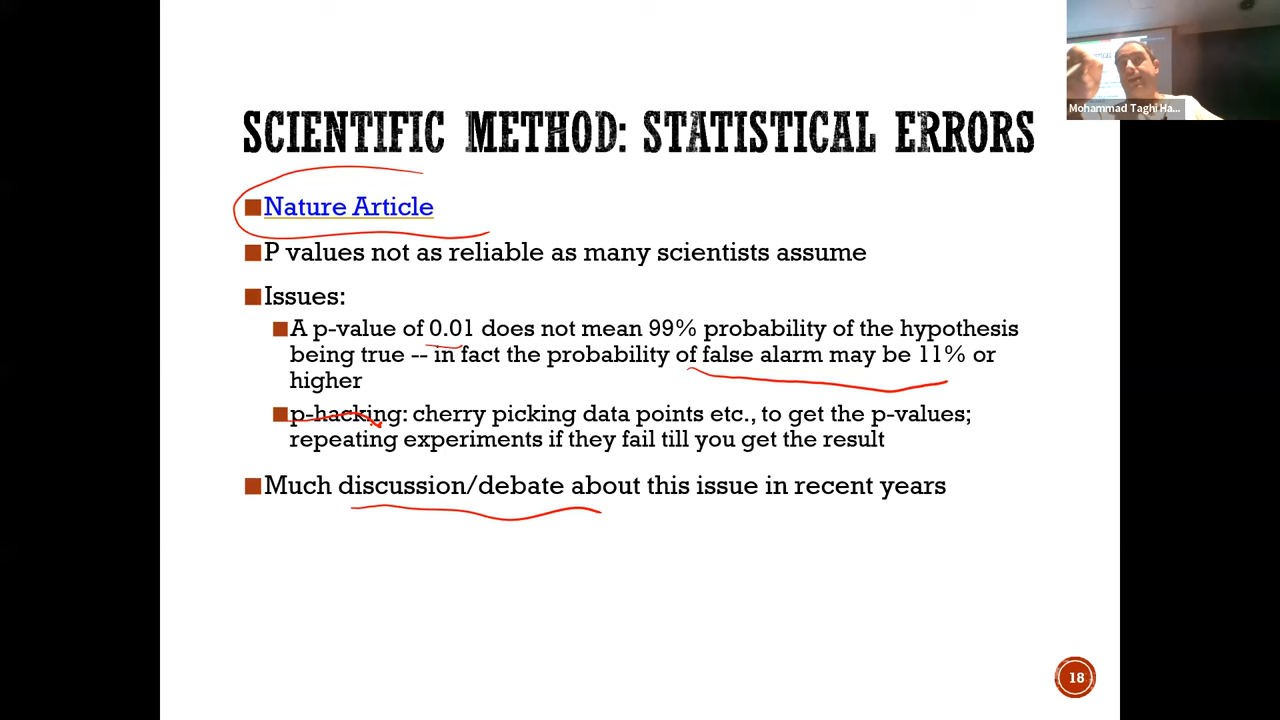 Mohammad Taghi Ha...
SCIENTIFIC METHOD: STATISTICAL ERRORS
Nature Article
P values not as reliable as many scientists assume
Issues:
A p-value of 0.01 does not mean 99% probability of the hypothesis
being true -- in fact the probability of false alarm may be 11% or
higher
p-hacking: cherry picking data points etc., to get the p-values;
repeating experiments if they fail till you get the result
Much discussion/debate about this issue in recent years
18